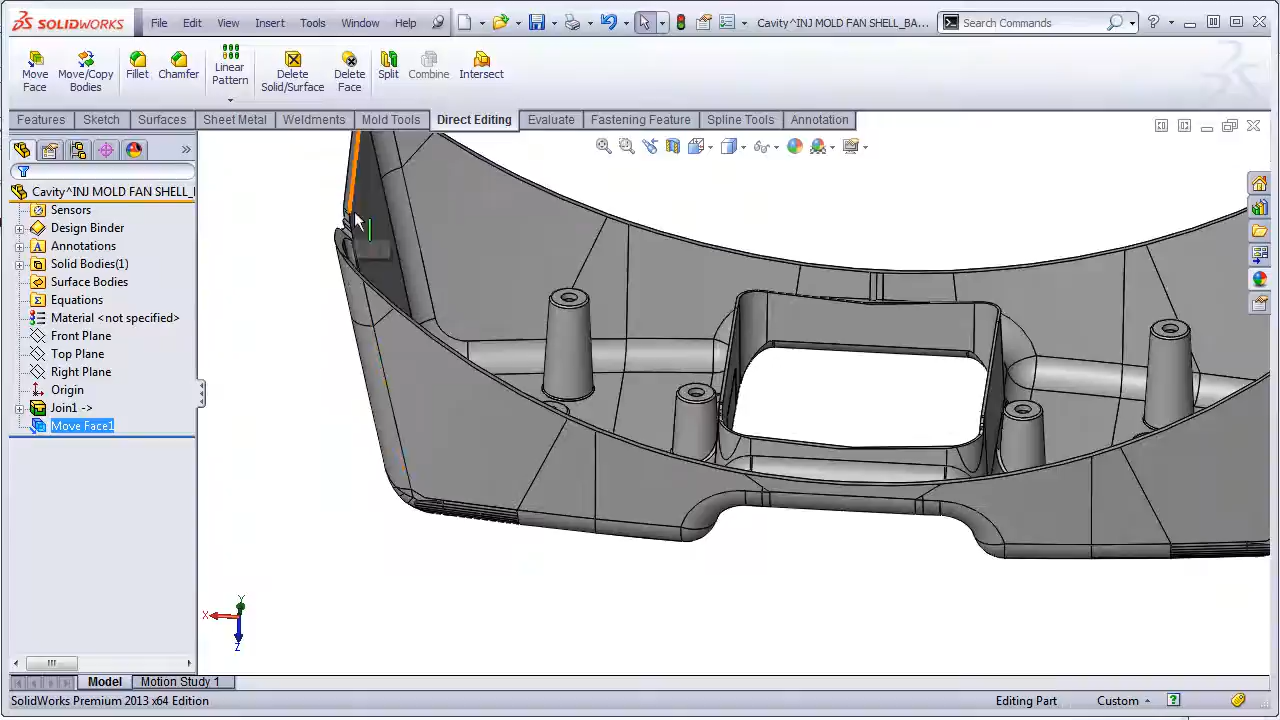 SOLIDWORKS File Edit View Insert Tools Window Help Cavity^INJ MOLD FAN SHELL_BA... Search Commands
Move Face Move/Copy Bodies Fillet Chamfer Linear Pattern Delete Solid/Surface Delete Face Split Combine Intersect
Features Sketch Surfaces Sheet Metal Weldments Mold Tools Direct Editing Evaluate Fastening Feature Spline Tools Annotation
Cavity^INJ MOLD FAN SHELL_
Sensors
Design Binder
Annotations
Solid Bodies(1)
Surface Bodies
Equations
Material <not specified>
Front Plane
Top Plane
Right Plane
Origin
Join1 ->
Move Face1
Y
X
Z
Model Motion Study 1
SolidWorks Premium 2013 x64 Edition Editing Part Custom